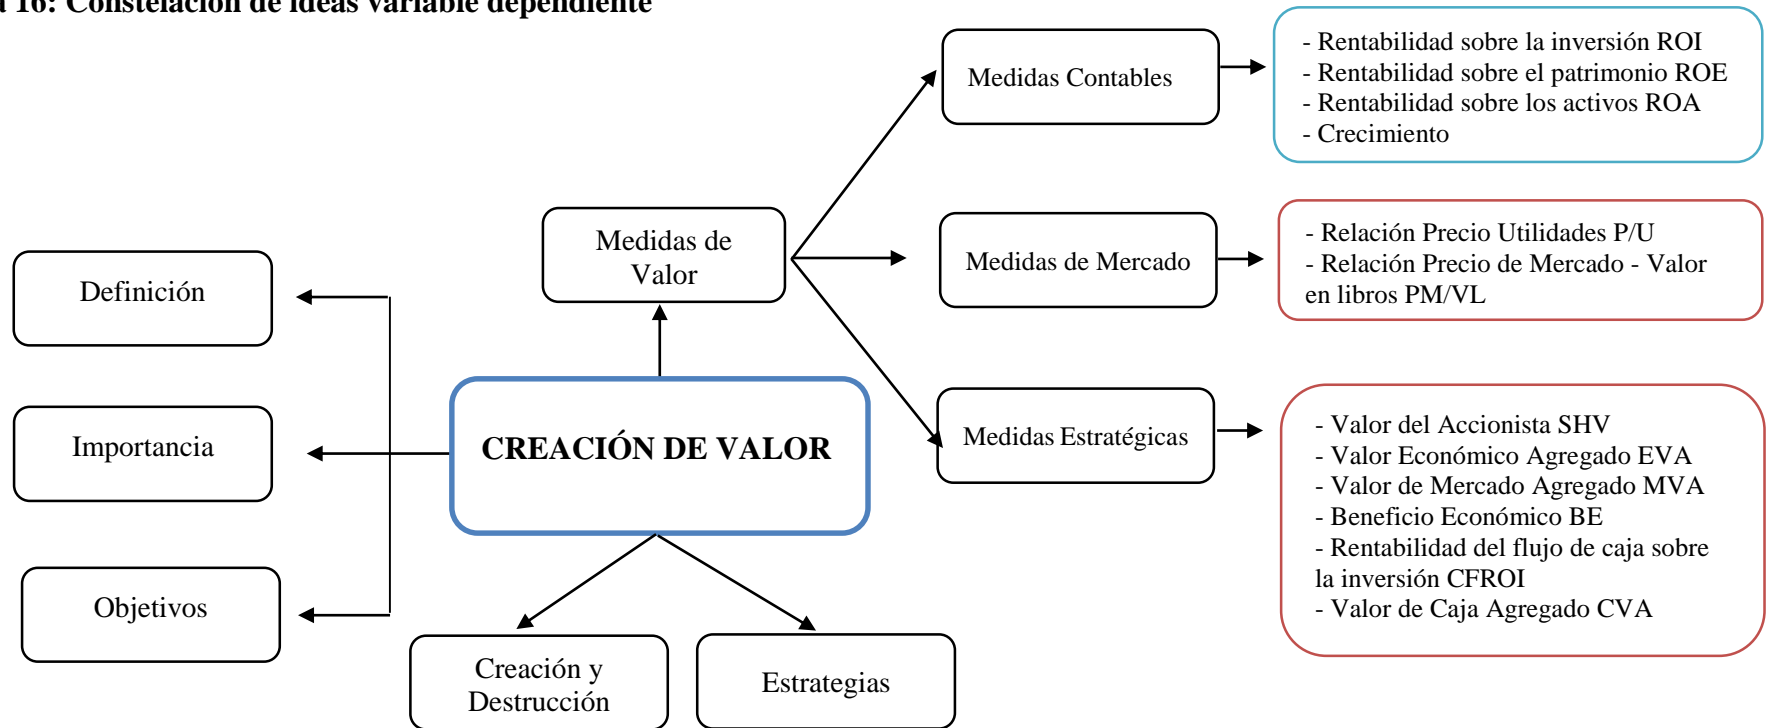 a 16: Constelación de ideas variable dependiente
Medidas Contables
- Rentabilidad sobre la inversión ROI
- Rentabilidad sobre el patrimonio ROE
- Rentabilidad sobre los activos ROA
- Crecimiento
Medidas de
Valor
Medidas de Mercado
- Relación Precio Utilidades P/U
- Relación Precio de Mercado - Valor
en libros PM/VL
Definición
Importancia
Objetivos
CREACIÓN DE VALOR
Medidas Estratégicas
- Valor del Accionista SHV
- Valor Económico Agregado EVA
- Valor de Mercado Agregado MVA
- Beneficio Económico BE
- Rentabilidad del flujo de caja sobre
la inversión CFROI
- Valor de Caja Agregado CVA
Creación y
Destrucción
Estrategias